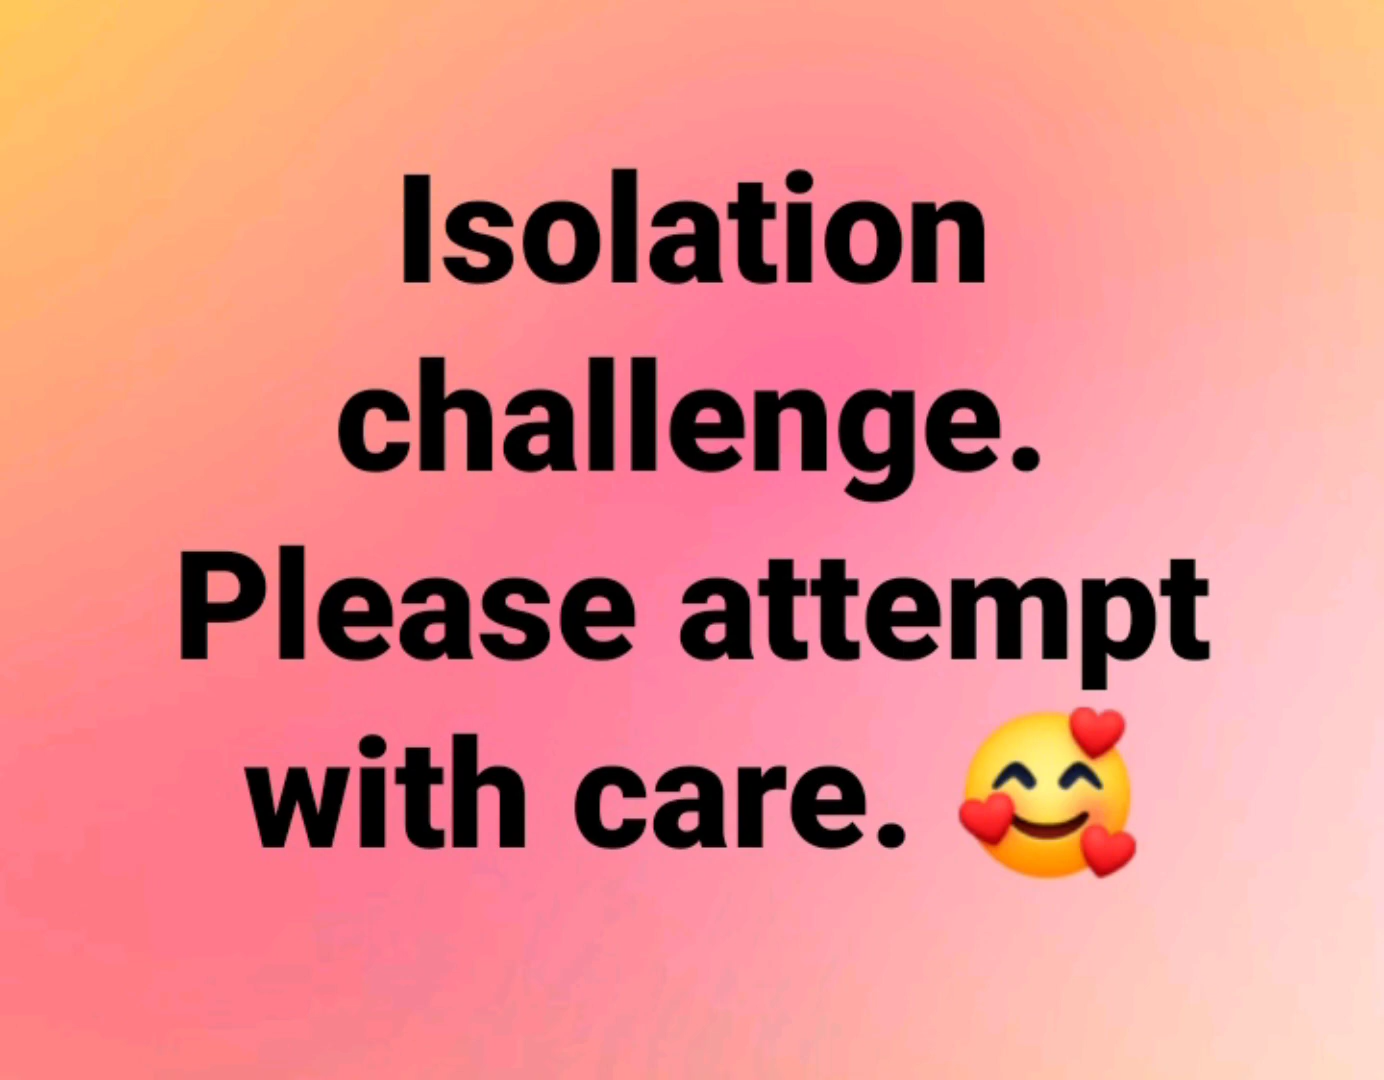 Isolation
challenge.
Please attempt
with care. 🥰